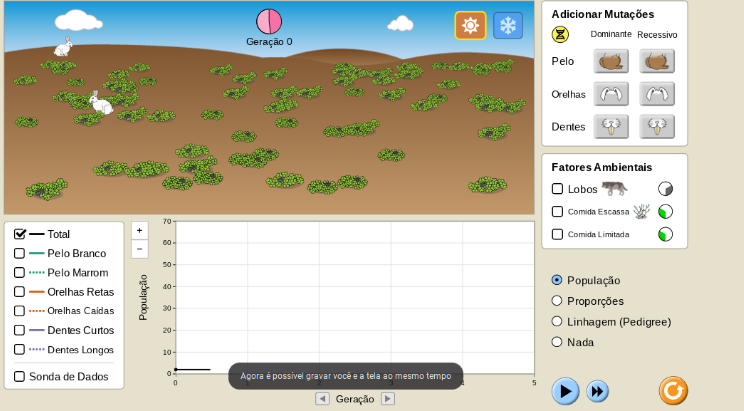 Geração 0
Adicionar Mutações
Dominante Recessivo
Pelo
Orelhas
Dentes
Fatores Ambientais
Lobos
Comida Escassa
Comida Limitada
Total
Pelo Branco
Pelo Marrom
Orelhas Retas
Orelhas Caídas
Dentes Curtos
Dentes Longos
Sonda de Dados
+
−
População
70
60
50
40
30
20
10
0
0 1 2 3 4 5
Agora é possível gravar você e a tela ao mesmo tempo
Geração
População
Proporções
Linhagem (Pedigree)
Nada